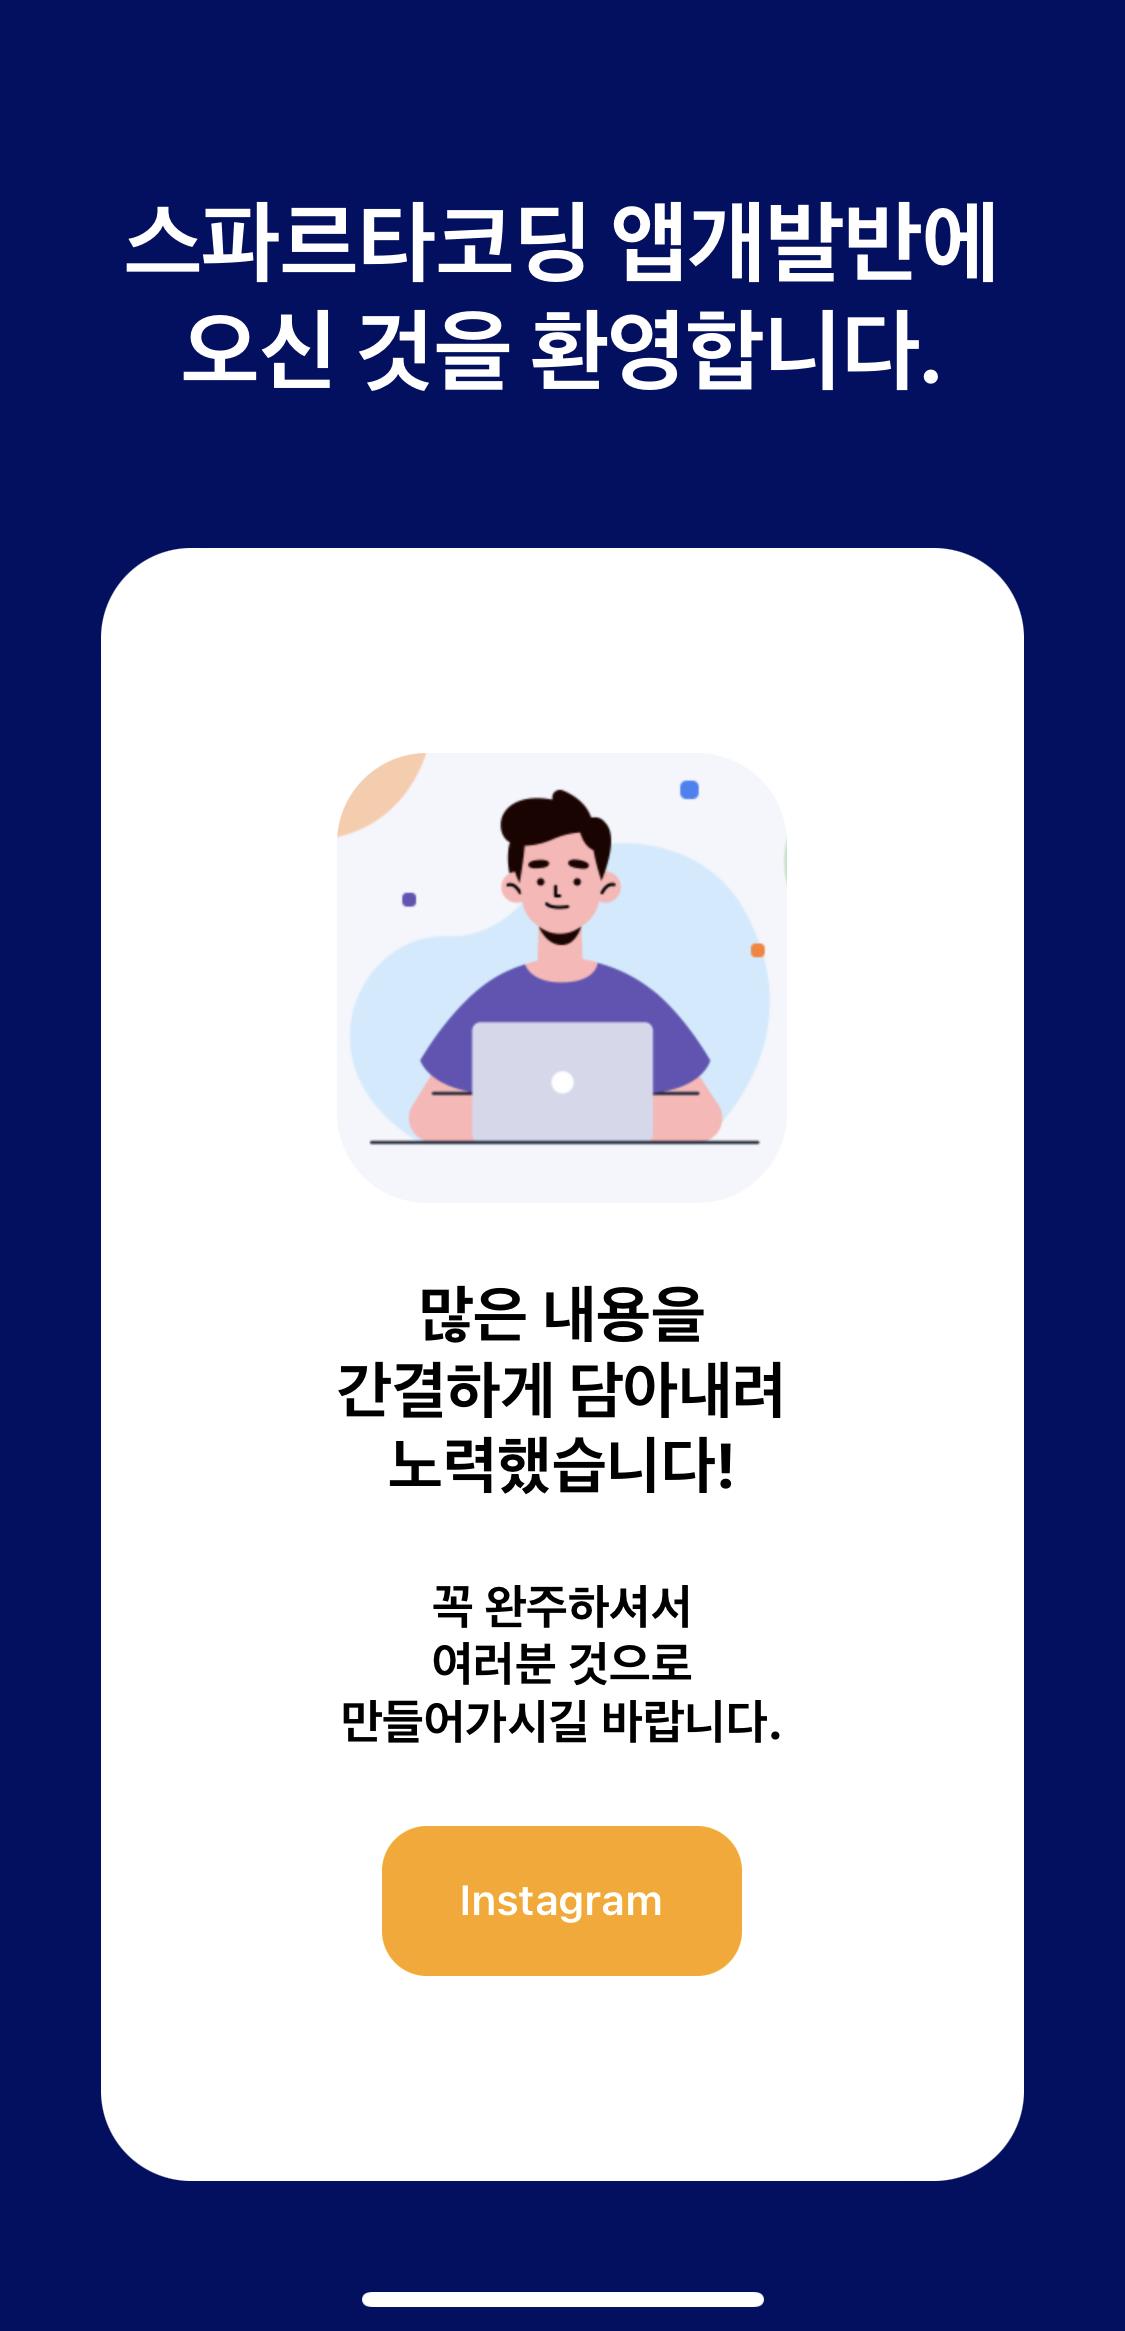 스파르타코딩 앱개발반에
오신 것을 환영합니다.
많은 내용을
간결하게 담아내려
노력했습니다!
꼭 완주하셔서
여러분 것으로
만들어가시길 바랍니다.
Instagram